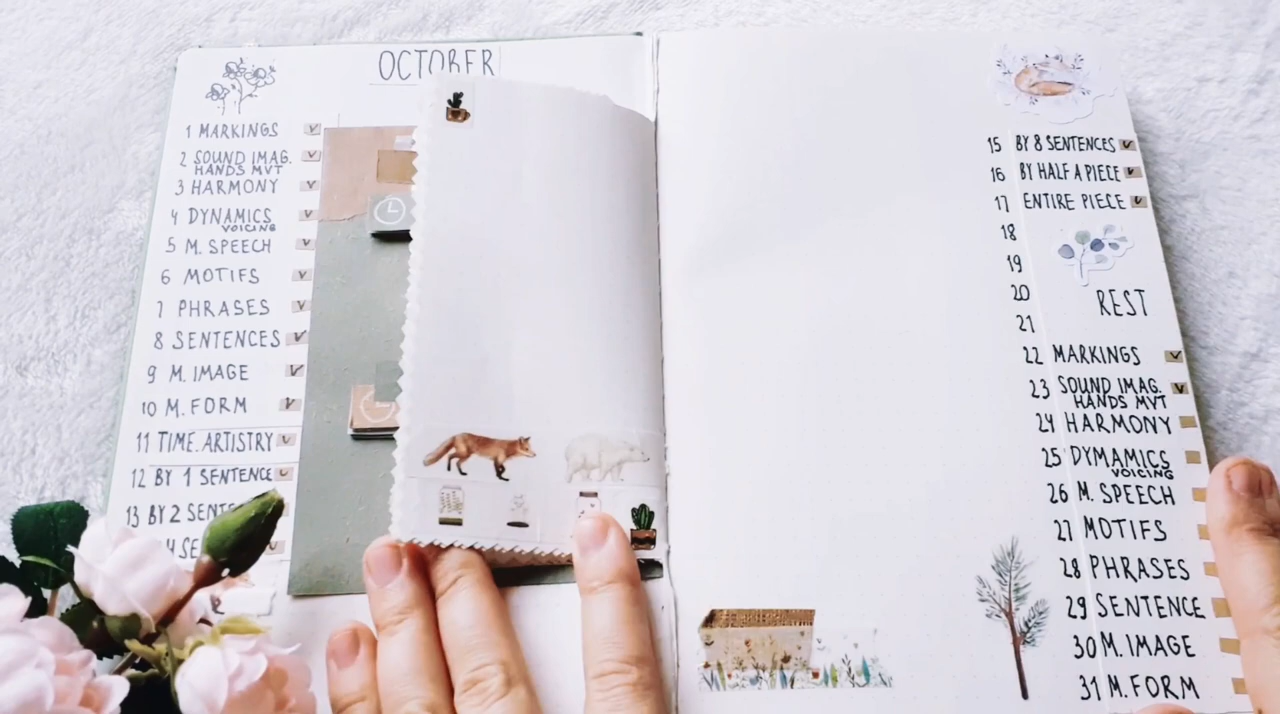 OCTOBER
1 MARKINGS
2 SOUND IMAG.
HANDS MVT
3 HARMONY
4 DYNAMICS
VOICING
5 M. SPEECH
6 MOTIFS
7 PHRASES
8 SENTENCES
9 M. IMAGE
10 M. FORM
11 TIME. ARTISTRY
12 BY 1 SENTENCE
13 BY 2
15 BY 8 SENTENCES
16 BY HALF A PIECE
17 ENTIRE PIECE
18
19
20 REST
21
22 MARKINGS
23 SOUND IMAG.
HANDS MVT
24 HARMONY
25 DYMAMICS
VOICING
26 M. SPEECH
27 MOTIFS
28 PHRASES
29 SENTENCE
30 M. IMAGE
31 M. FORM